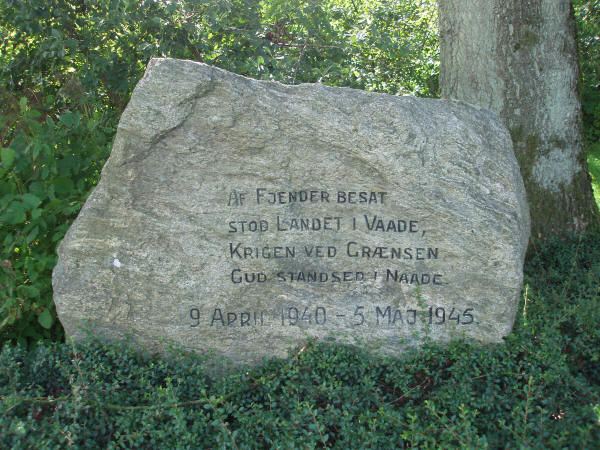 AF FJENDER BESAT
STOD LANDET I VAADE,
KRIGEN VED GRÆNSEN
GUD STANDSED I NAADE.
9 APRIL 1940 - 5 MAJ 1945.